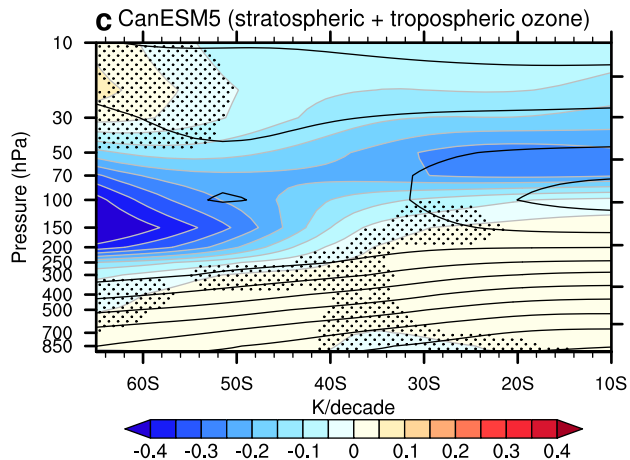 c CanESM5 (stratospheric + tropospheric ozone)
Pressure (hPa)
10
30
50
70
100
150
200
250
300
400
500
700
850
60S 50S 40S 30S 20S 10S
K/decade
-0.4 -0.3 -0.2 -0.1 0 0.1 0.2 0.3 0.4